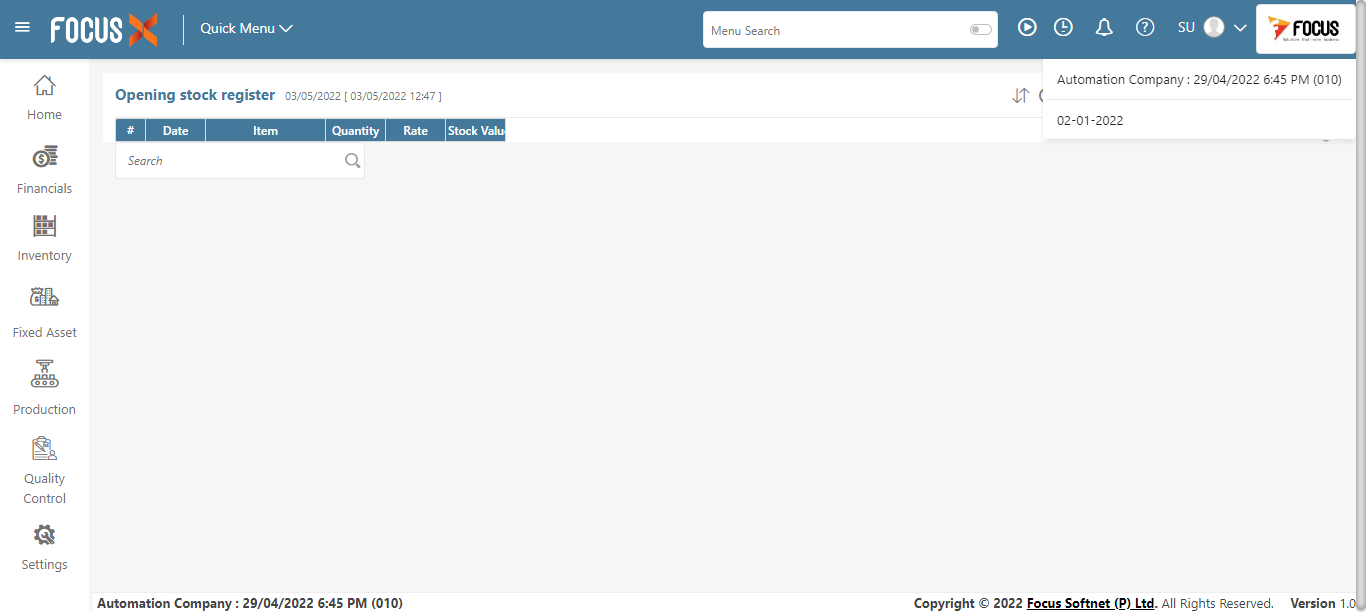 FOCUS X
Quick Menu
Menu Search
SU
FOCUS
Automation Company : 29/04/2022 6:45 PM (010)
02-01-2022
Home
Financials
Inventory
Fixed Asset
Production
Quality
Control
Settings
Opening stock register 03/05/2022 [ 03/05/2022 12:47 ]
# Date Item Quantity Rate Stock Valu
Search
Automation Company : 29/04/2022 6:45 PM (010)
Copyright © 2022 Focus Softnet (P) Ltd. All Rights Reserved. Version 1.0